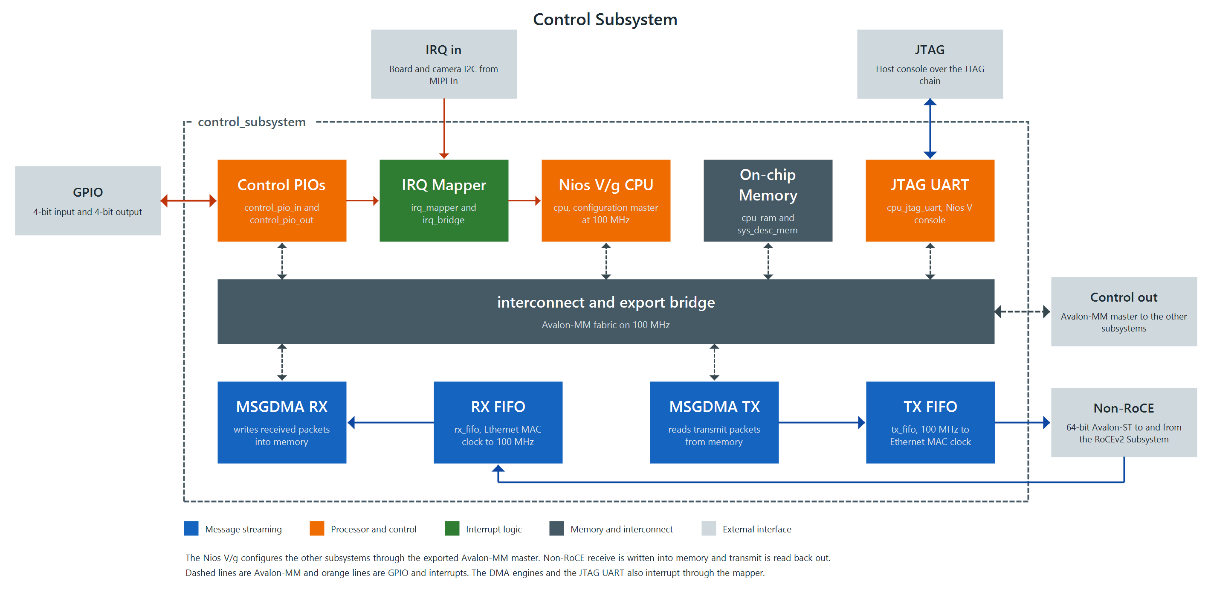 Control Subsystem
IRQ in
Board and camera I2C from
MIPI In
JTAG
Host console over the JTAG
chain
control_subsystem
GPIO
4-bit input and 4-bit output
Control PIOs
control_pio_in and
control_pio_out
IRQ Mapper
irq_mapper and
irq_bridge
Nios V/g CPU
cpu, configuration master
at 100 MHz
On-chip
Memory
cpu_ram and
sys_desc_mem
JTAG UART
cpu_jtag_uart, Nios V
console
interconnect and export bridge
Avalon-MM fabric on 100 MHz
Control out
Avalon-MM master to the other
subsystems
MSGDMA RX
writes received packets
into memory
RX FIFO
rx_fifo, Ethernet MAC
clock to 100 MHz
MSGDMA TX
reads transmit packets
from memory
TX FIFO
tx_fifo, 100 MHz to
Ethernet MAC clock
Non-RoCE
64-bit Avalon-ST to and from
the RoCEv2 Subsystem
Message streaming
Processor and control
Interrupt logic
Memory and interconnect
External interface
The Nios V/g configures the other subsystems through the exported Avalon-MM master. Non-RoCE receive is written into memory and transmit is read back out.
Dashed lines are Avalon-MM and orange lines are GPIO and interrupts. The DMA engines and the JTAG UART also interrupt through the mapper.